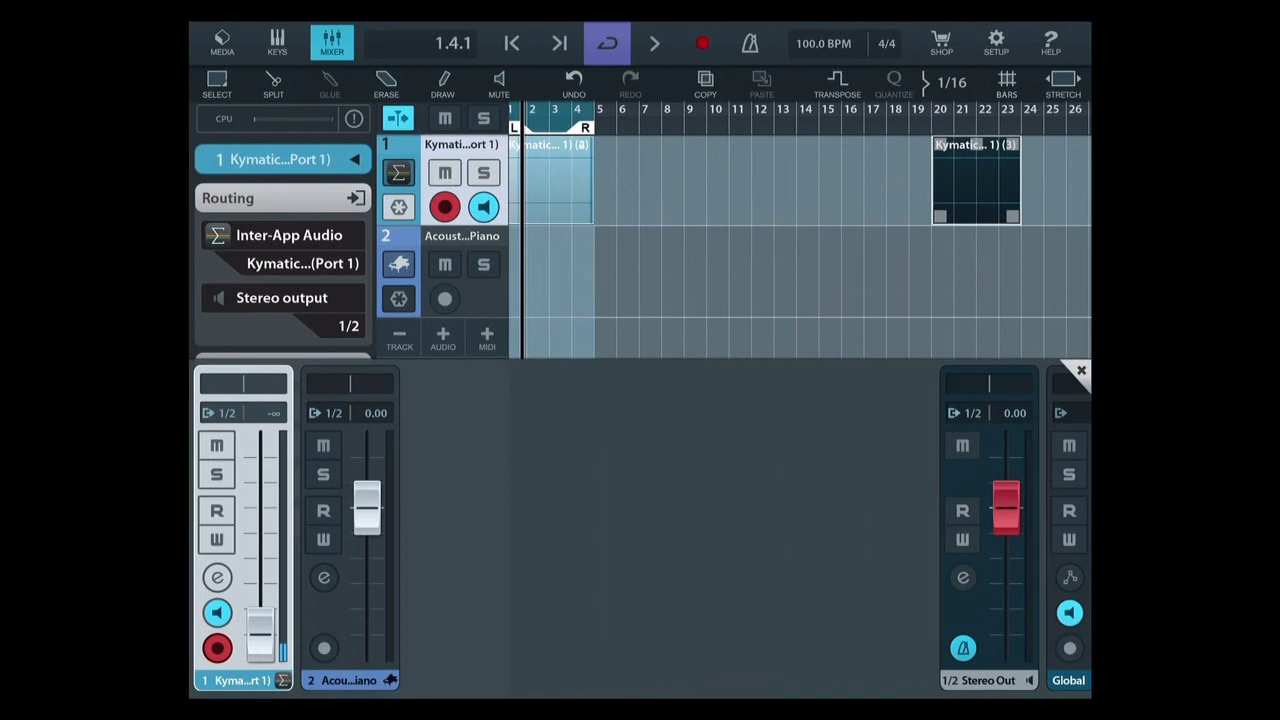 MEDIA KEYS MIXER 1.4.1 100.0 BPM 4/4 SHOP SETUP ? HELP
SELECT SPLIT GLUE ERASE DRAW MUTE UNDO REDO COPY PASTE TRANSPOSE Q QUANTIZE 1/16 BARS STRETCH
CPU M S 1 2 3 4 5 6 7 8 9 10 11 12 13 14 15 16 17 18 19 20 21 22 23 24 25 26
L R
1 Kymatic...Port 1) 1 Kymati...ort 1) Kymatic... 1) (3)
M S
Routing
Inter-App Audio 2 Acoust...Piano
Kymatic...(Port 1) M S
Stereo output
1/2 TRACK AUDIO MIDI
1/2 -∞ 1/2 0.00 1/2 0.00
M M M M
S S S
R R R R
W W W W
e e e
1 Kyma...rt 1) 2 Acou...iano 1/2 Stereo Out Global